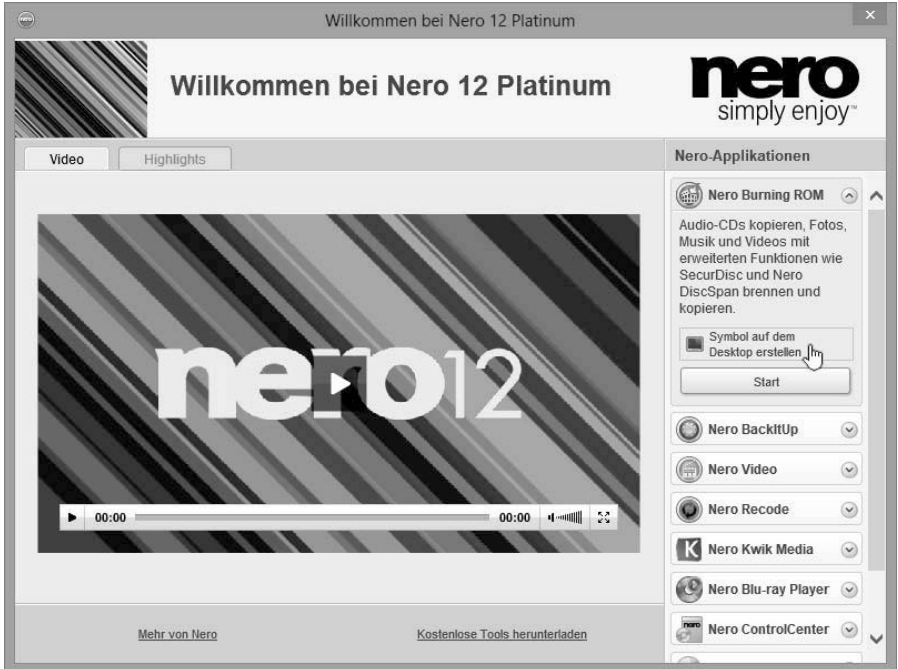 nero
Willkommen bei Nero 12 Platinum
Willkommen bei Nero 12 Platinum
nero
simply enjoy™
Video
Highlights
nero12
00:00
00:00
Mehr von Nero
Kostenlose Tools herunterladen
Nero-Applikationen
Nero Burning ROM
Audio-CDs kopieren, Fotos,
Musik und Videos mit
erweiterten Funktionen wie
SecurDisc und Nero
DiscSpan brennen und
kopieren.
Symbol auf dem
Desktop erstellen
Start
Nero BackItUp
Nero Video
Nero Recode
K
Nero Kwik Media
Nero Blu-ray Player
nero
Nero ControlCenter